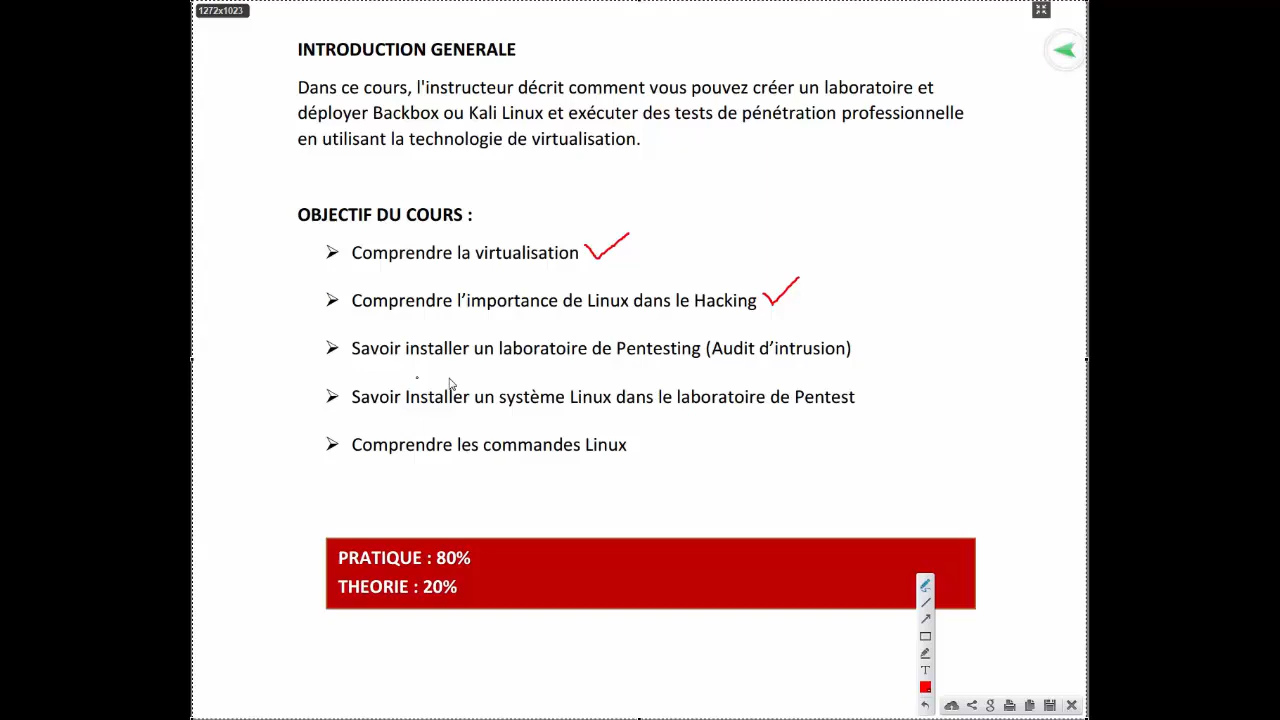 1272x1023
INTRODUCTION GENERALE
Dans ce cours, l'instructeur décrit comment vous pouvez créer un laboratoire et
déployer Backbox ou Kali Linux et exécuter des tests de pénétration professionnelle
en utilisant la technologie de virtualisation.
OBJECTIF DU COURS :
Comprendre la virtualisation
Comprendre l’importance de Linux dans le Hacking
Savoir installer un laboratoire de Pentesting (Audit d’intrusion)
Savoir Installer un système Linux dans le laboratoire de Pentest
Comprendre les commandes Linux
PRATIQUE : 80%
THEORIE : 20%